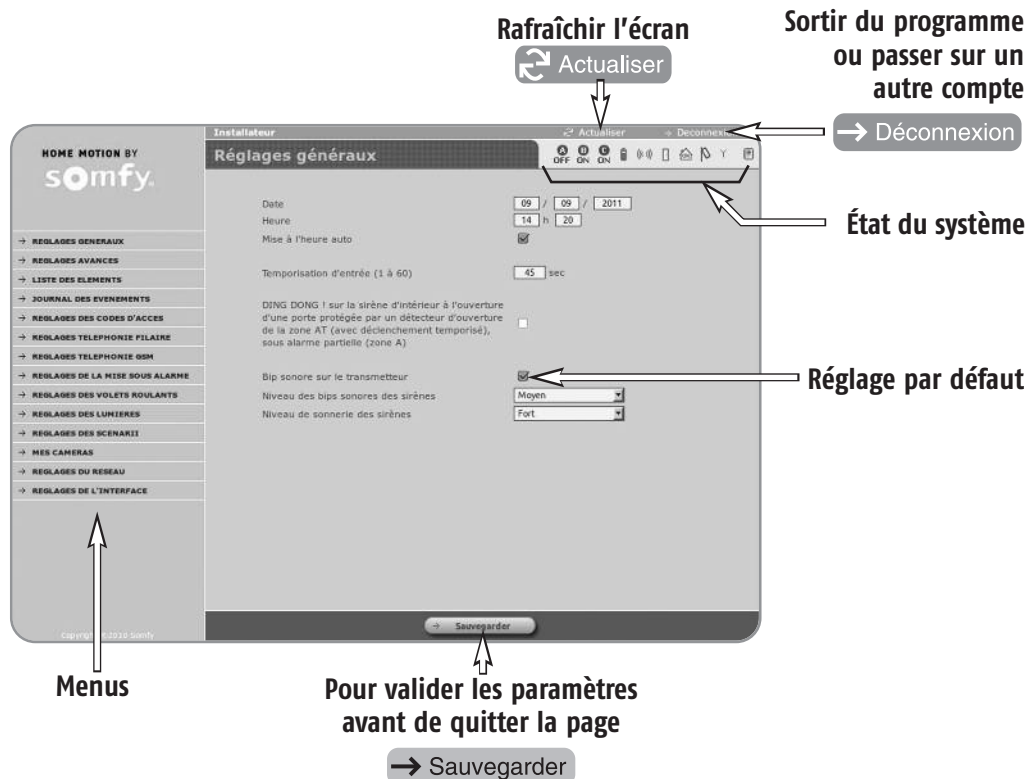 Rafraîchir l'écran
Actualiser
Sortir du programme
ou passer sur un
autre compte
Déconnexion
HOME MOTION BY
somfy.
Installateur
Actualiser
Deconnexion
Réglages généraux
A B C
OFF ON ON
État du système
Date 09 / 09 / 2011
Heure 14 h 20
Mise à l'heure auto
Temporisation d'entrée (1 à 60) 45 sec
DING DONG ! sur la sirène d'intérieur à l'ouverture
d'une porte protégée par un détecteur d'ouverture
de la zone AT (avec déclenchement temporisé),
sous alarme partielle (zone A)
Bip sonore sur le transmetteur
Réglage par défaut
Niveau des bips sonores des sirènes Moyen
Niveau de sonnerie des sirènes Fort
REGLAGES GENERAUX
REGLAGES AVANCES
LISTE DES ELEMENTS
JOURNAL DES EVENEMENTS
REGLAGES DES CODES D'ACCES
REGLAGES TELEPHONIE FILAIRE
REGLAGES TELEPHONIE GSM
REGLAGES DE LA MISE SOUS ALARME
REGLAGES DES VOLETS ROULANTS
REGLAGES DES LUMIERES
REGLAGES DES SCENARII
MES CAMERAS
REGLAGES DU RESEAU
REGLAGES DE L'INTERFACE
Copyright © 2010 Somfy
Sauvegarder
Menus
Pour valider les paramètres
avant de quitter la page
Sauvegarder